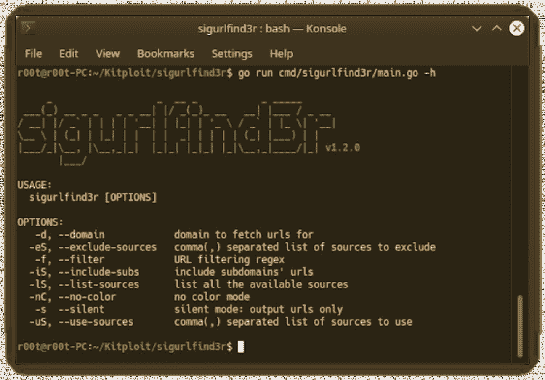 sigurlfind3r : bash — Konsole
File Edit View Bookmarks Settings Help
r00t@r00t-PC:~/Kitploit/sigurlfind3r$ go run cmd/sigurlfind3r/main.go -h
sigurlfind3r v1.2.0
USAGE:
sigurlfind3r [OPTIONS]
OPTIONS:
-d, --domain domain to fetch urls for
-eS, --exclude-sources comma(,) separated list of sources to exclude
-f, --filter URL filtering regex
-iS, --include-subs include subdomains' urls
-lS, --list-sources list all the available sources
-nC, --no-color no color mode
-s --silent silent mode: output urls only
-uS, --use-sources comma(,) separated list of sources to use
r00t@r00t-PC:~/Kitploit/sigurlfind3r$